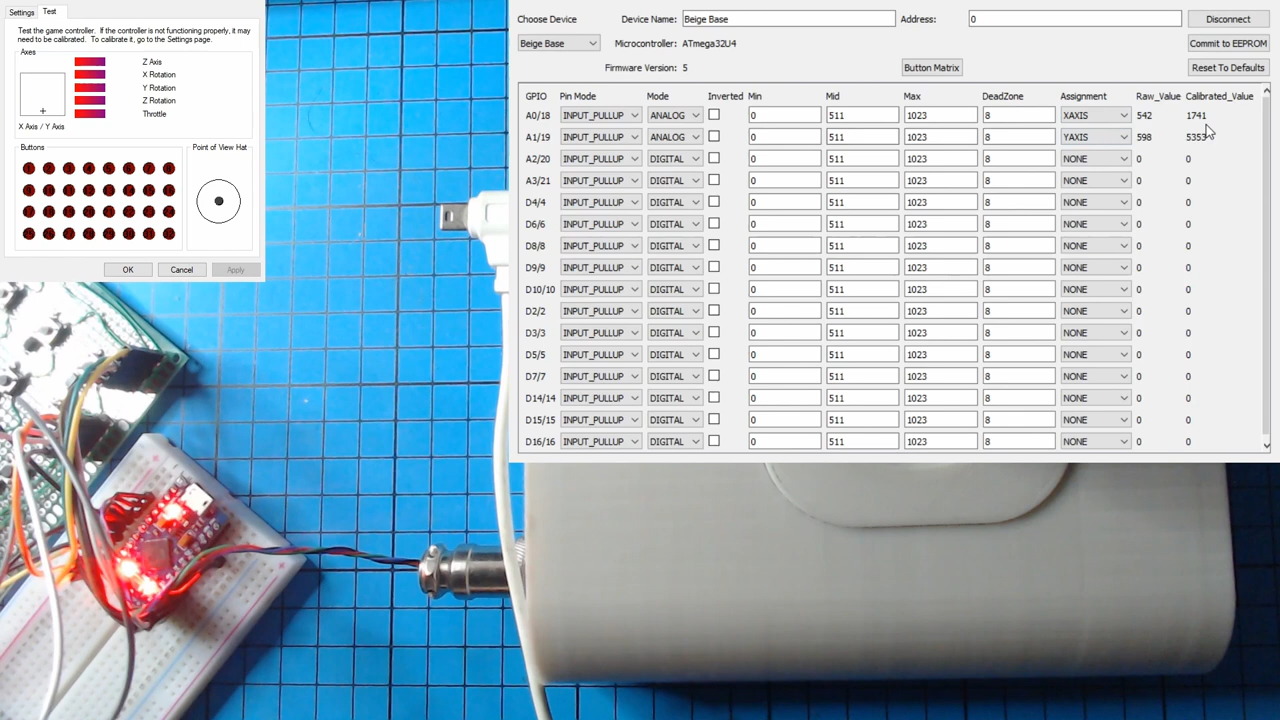 Settings Test
Test the game controller. If the controller is not functioning properly, it may
need to be calibrated. To calibrate it, go to the Settings page.
Axes
Z Axis
X Rotation
Y Rotation
Z Rotation
Throttle
X Axis / Y Axis
Buttons
Point of View Hat
OK Cancel Apply
Choose Device Device Name: Beige Base Address: 0 Disconnect
Beige Base Microcontroller: ATmega32U4 Commit to EEPROM
Firmware Version: 5 Button Matrix Reset To Defaults
GPIO Pin Mode Mode Inverted Min Mid Max DeadZone Assignment Raw_Value Calibrated_Value
A0/18 INPUT_PULLUP ANALOG 0 511 1023 8 XAXIS 542 1741
A1/19 INPUT_PULLUP ANALOG 0 511 1023 8 YAXIS 598 5353
A2/20 INPUT_PULLUP DIGITAL 0 511 1023 8 NONE 0 0
A3/21 INPUT_PULLUP DIGITAL 0 511 1023 8 NONE 0 0
D4/4 INPUT_PULLUP DIGITAL 0 511 1023 8 NONE 0 0
D6/6 INPUT_PULLUP DIGITAL 0 511 1023 8 NONE 0 0
D8/8 INPUT_PULLUP DIGITAL 0 511 1023 8 NONE 0 0
D9/9 INPUT_PULLUP DIGITAL 0 511 1023 8 NONE 0 0
D10/10 INPUT_PULLUP DIGITAL 0 511 1023 8 NONE 0 0
D2/2 INPUT_PULLUP DIGITAL 0 511 1023 8 NONE 0 0
D3/3 INPUT_PULLUP DIGITAL 0 511 1023 8 NONE 0 0
D5/5 INPUT_PULLUP DIGITAL 0 511 1023 8 NONE 0 0
D7/7 INPUT_PULLUP DIGITAL 0 511 1023 8 NONE 0 0
D14/14 INPUT_PULLUP DIGITAL 0 511 1023 8 NONE 0 0
D15/15 INPUT_PULLUP DIGITAL 0 511 1023 8 NONE 0 0
D16/16 INPUT_PULLUP DIGITAL 0 511 1023 8 NONE 0 0